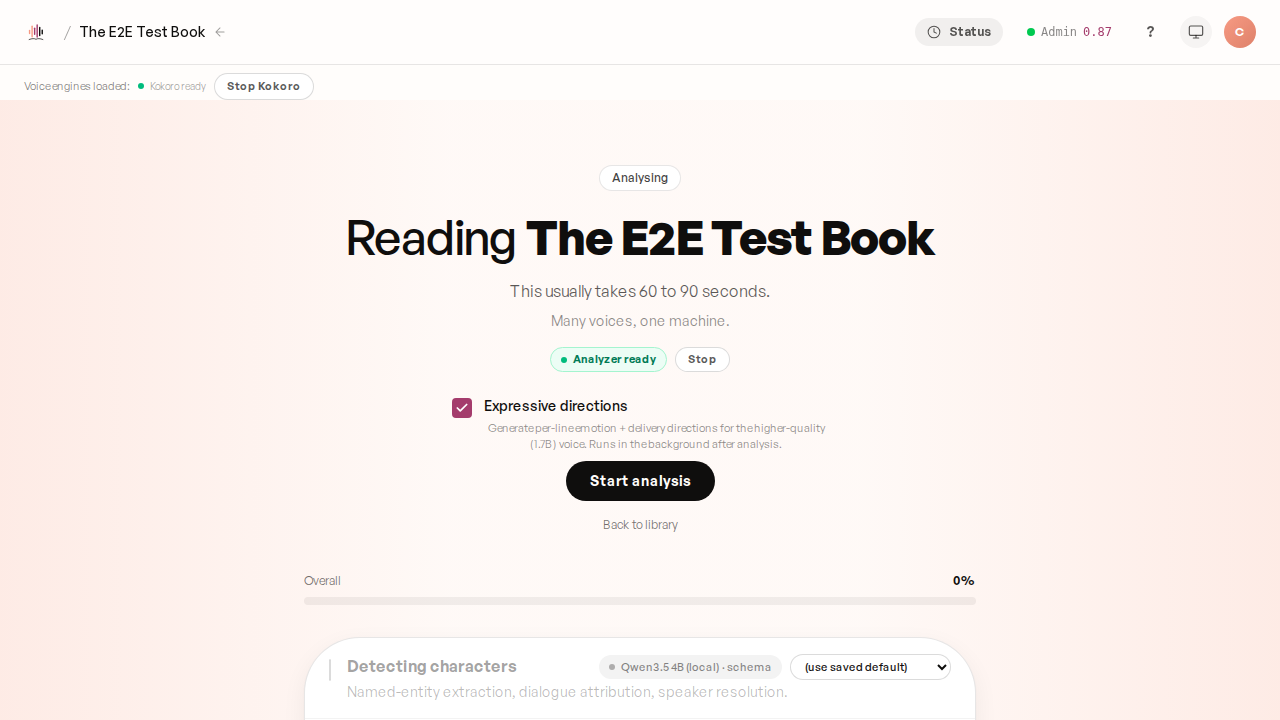 / The E2E Test Book ←
Status
Admin 0.87
?
C
Voice engines loaded: Kokoro ready Stop Kokoro
Analysing
Reading The E2E Test Book
This usually takes 60 to 90 seconds.
Many voices, one machine.
Analyzer ready Stop
Expressive directions
Generate per-line emotion + delivery directions for the higher-quality
(1.7B) voice. Runs in the background after analysis.
Start analysis
Back to library
Overall 0%
Detecting characters Qwen3.5 4B (local) · schema (use saved default)
Named-entity extraction, dialogue attribution, speaker resolution.